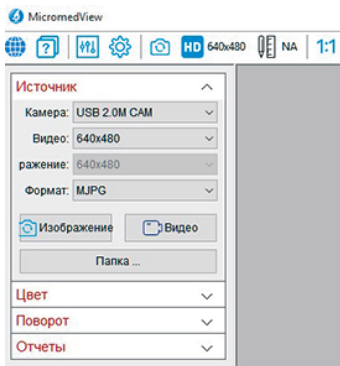 MicromedView
HD 640x480 NA 1:1
Источник
Камера: USB 2.0M CAM
Видео: 640x480
ражение: 640x480
Формат: MJPG
Изображение Видео
Папка ...
Цвет
Поворот
Отчеты